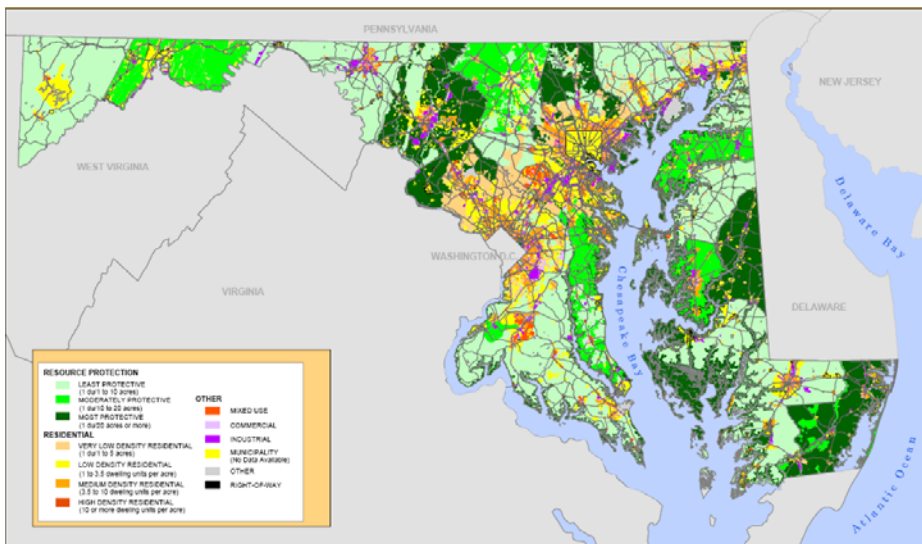 PENNSYLVANIA
NEW JERSEY
WEST VIRGINIA
Delaware Bay
WASHINGTON D.C.
VIRGINIA
Chesapeake Bay
DELAWARE
Atlantic Ocean
RESOURCE PROTECTION
LEAST PROTECTIVE
(1 du/1 to 10 acres)
MODERATELY PROTECTIVE
(1 du/10 to 20 acres)
MOST PROTECTIVE
(1 du/20 acres or more)
RESIDENTIAL
VERY LOW DENSITY RESIDENTIAL
(1 du/1 to 5 acres)
LOW DENSITY RESIDENTIAL
(1 to 3.5 dwelling units per acre)
MEDIUM DENSITY RESIDENTIAL
(3.5 to 10 dwelling units per acre)
HIGH DENSITY RESIDENTIAL
(10 or more dweling units per acre)
OTHER
MIXED USE
COMMERCIAL
INDUSTRIAL
MUNICIPALITY
(No Data Available)
OTHER
RIGHT-OF-WAY